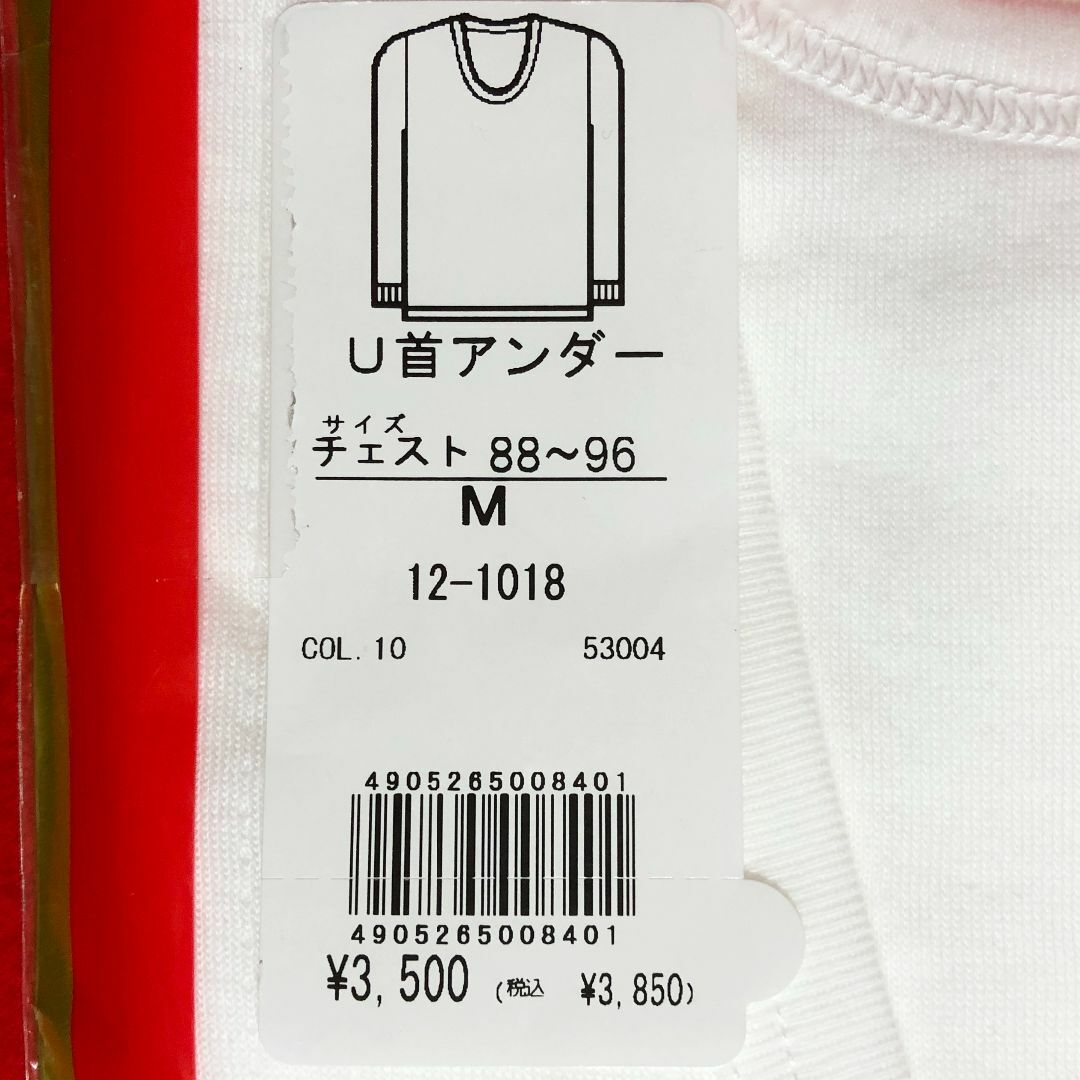 U首アンダー
サイズ
チェスト 88～96
M
12-1018
COL.10 53004
4905265008401
4905265008401
¥3,500 (税込 ¥3,850)